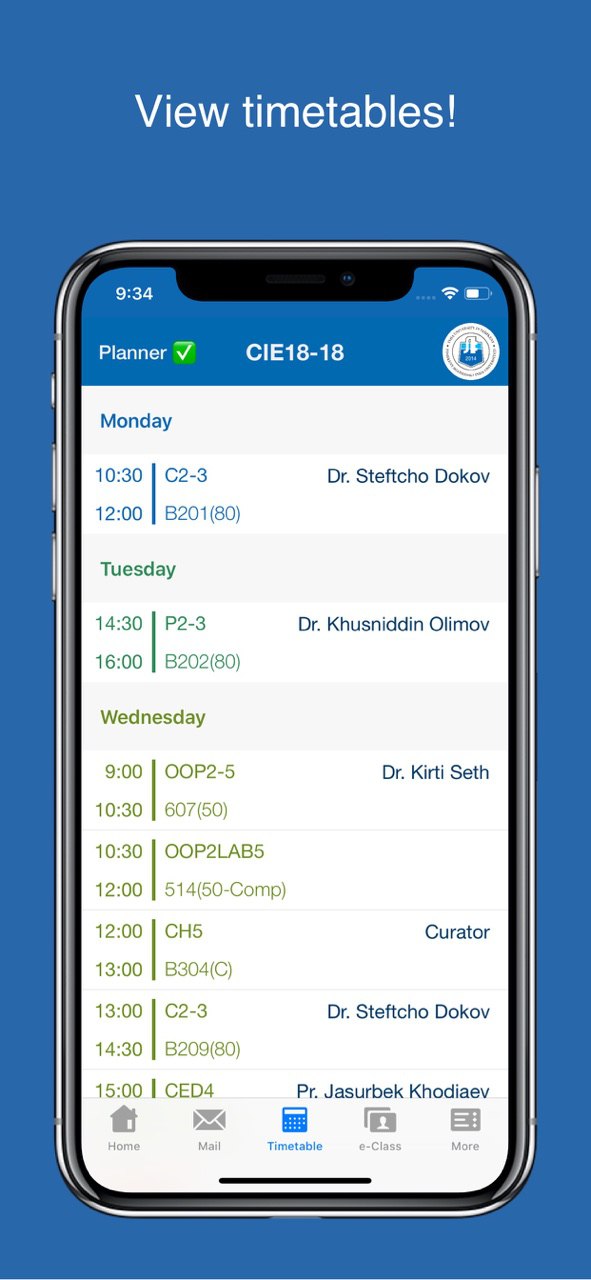 View timetables!
9:34
Planner ✅ CIE18-18
2014
Monday
10:30 C2-3 Dr. Steftcho Dokov
12:00 B201(80)
Tuesday
14:30 P2-3 Dr. Khusniddin Olimov
16:00 B202(80)
Wednesday
9:00 OOP2-5 Dr. Kirti Seth
10:30 607(50)
10:30 OOP2LAB5
12:00 514(50-Comp)
12:00 CH5 Curator
13:00 B304(C)
13:00 C2-3 Dr. Steftcho Dokov
14:30 B209(80)
15:00 CED4 Pr. Jasurbek Khodiaev
Home Mail Timetable e-Class More